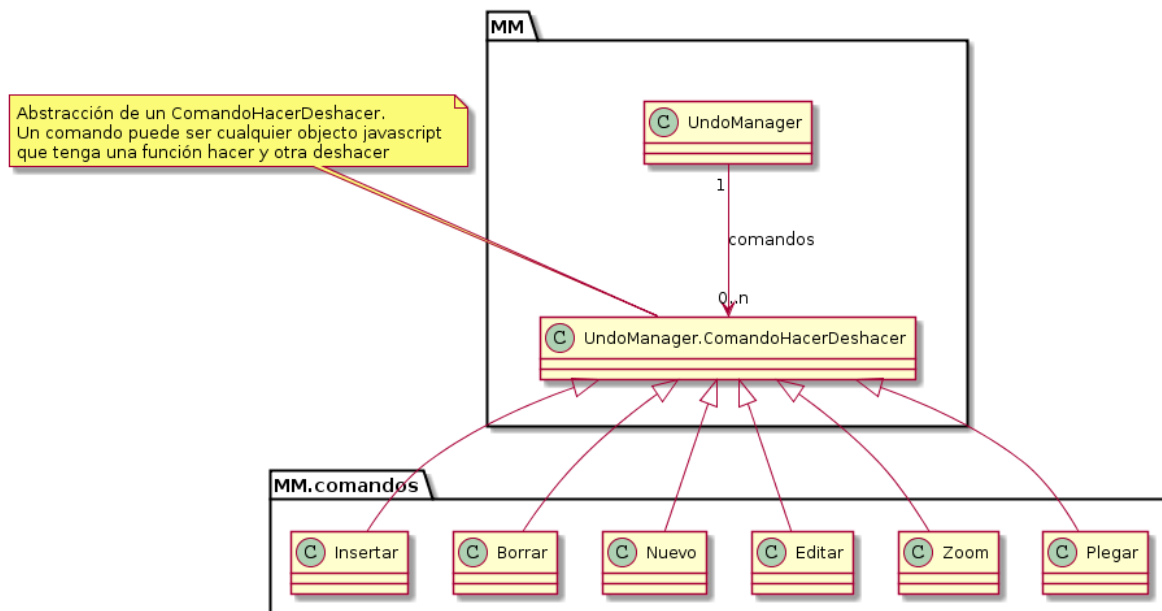 MM
Abstracción de un ComandoHacerDeshacer.
Un comando puede ser cualquier objecto javascript
que tenga una función hacer y otra deshacer
C UndoManager
1
comandos
0..n
C UndoManager.ComandoHacerDeshacer
MM.comandos
C Insertar
C Borrar
C Nuevo
C Editar
C Zoom
C Plegar